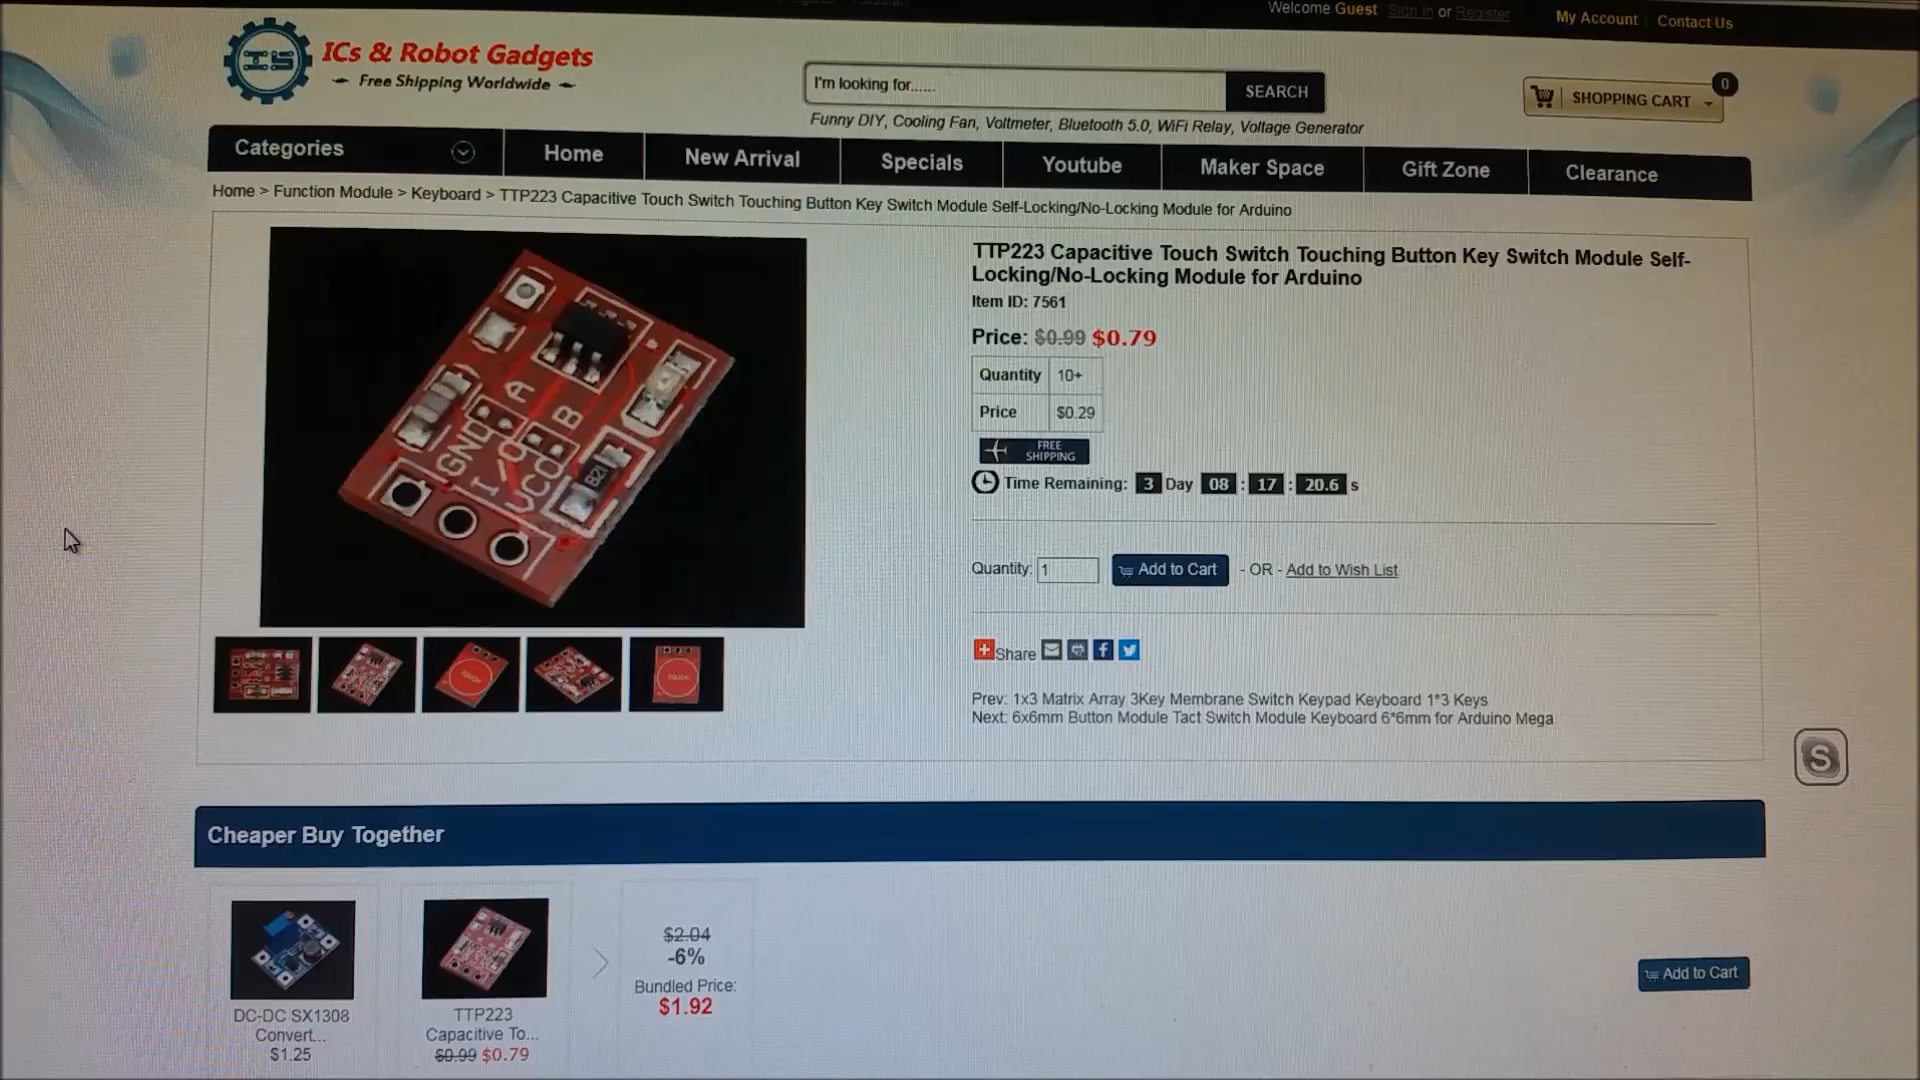 Welcome Guest Sign In or Register
My Account | Contact Us
IS
ICs & Robot Gadgets
Free Shipping Worldwide
I'm looking for......
SEARCH
SHOPPING CART
0
Funny DIY, Cooling Fan, Voltmeter, Bluetooth 5.0, WiFi Relay, Voltage Generator
Categories
Home
New Arrival
Specials
Youtube
Maker Space
Gift Zone
Clearance
Home > Function Module > Keyboard > TTP223 Capacitive Touch Switch Touching Button Key Switch Module Self-Locking/No-Locking Module for Arduino
A
B
GND
I/O
VCC
B21
TTP223 Capacitive Touch Switch Touching Button Key Switch Module Self-
Locking/No-Locking Module for Arduino
Item ID: 7561
Price: $0.99 $0.79
Quantity 10+
Price $0.29
FREE
SHIPPING
Time Remaining: 3 Day 08 : 17 : 20.6 s
Quantity: 1 Add to Cart - OR - Add to Wish List
TOUCH
TOUCH
Share
Prev: 1x3 Matrix Array 3Key Membrane Switch Keypad Keyboard 1*3 Keys
Next: 6x6mm Button Module Tact Switch Module Keyboard 6*6mm for Arduino Mega
S
Cheaper Buy Together
DC-DC SX1308
Convert...
$1.25
TTP223
Capacitive To...
$0.99 $0.79
$2.04
-6%
Bundled Price:
$1.92
Add to Cart